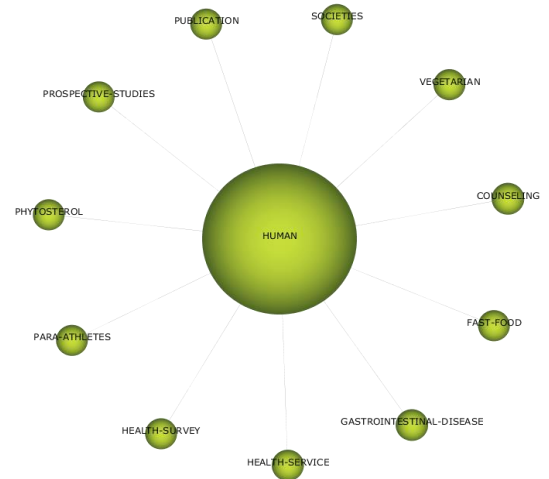 SOCIETIES
PUBLICATION
VEGETARIAN
PROSPECTIVE-STUDIES
COUNSELING
PHYTOSTEROL
HUMAN
FAST-FOOD
PARA-ATHLETES
GASTROINTESTINAL-DISEASE
HEALTH-SURVEY
HEALTH-SERVICE